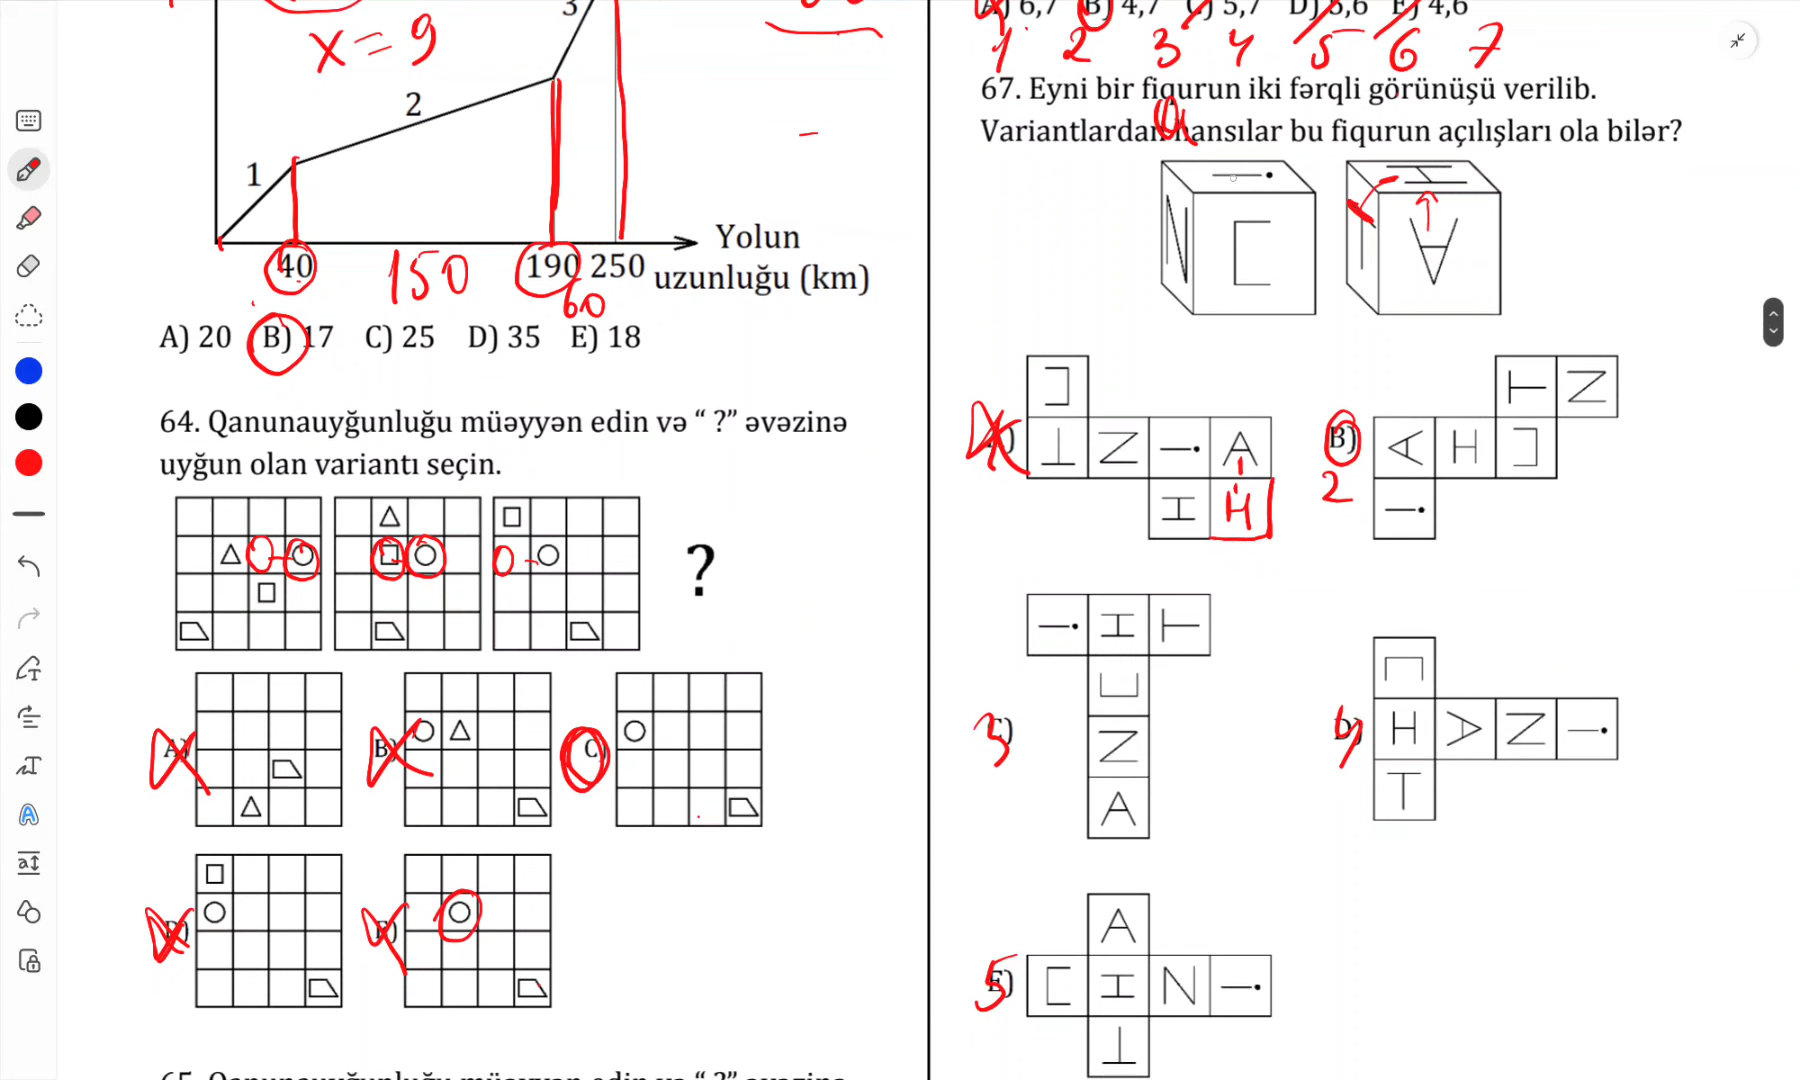 x = 9
1
2
3
40
150
190 250
60
Yolun
uzunluğu (km)
A) 20 B) 17 C) 25 D) 35 E) 18
64. Qanunauyğunluğu müəyyən edin və “ ?” əvəzinə
uyğun olan variantı seçin.
?
A)
B)
C)
E)
A) 6,7 B) 4,7 C) 5,7 D) 5,6 E) 4,6
1 2 3 4 5 6 7
67. Eyni bir fiqurun iki fərqli görünüşü verilib.
Variantlardan hansılar bu fiqurun açılışları ola bilər?
N
H
A
T N
B)
T N A
A H
2
H H
H T
3
N
A
4
H A N
T
A
5 E) H N
T